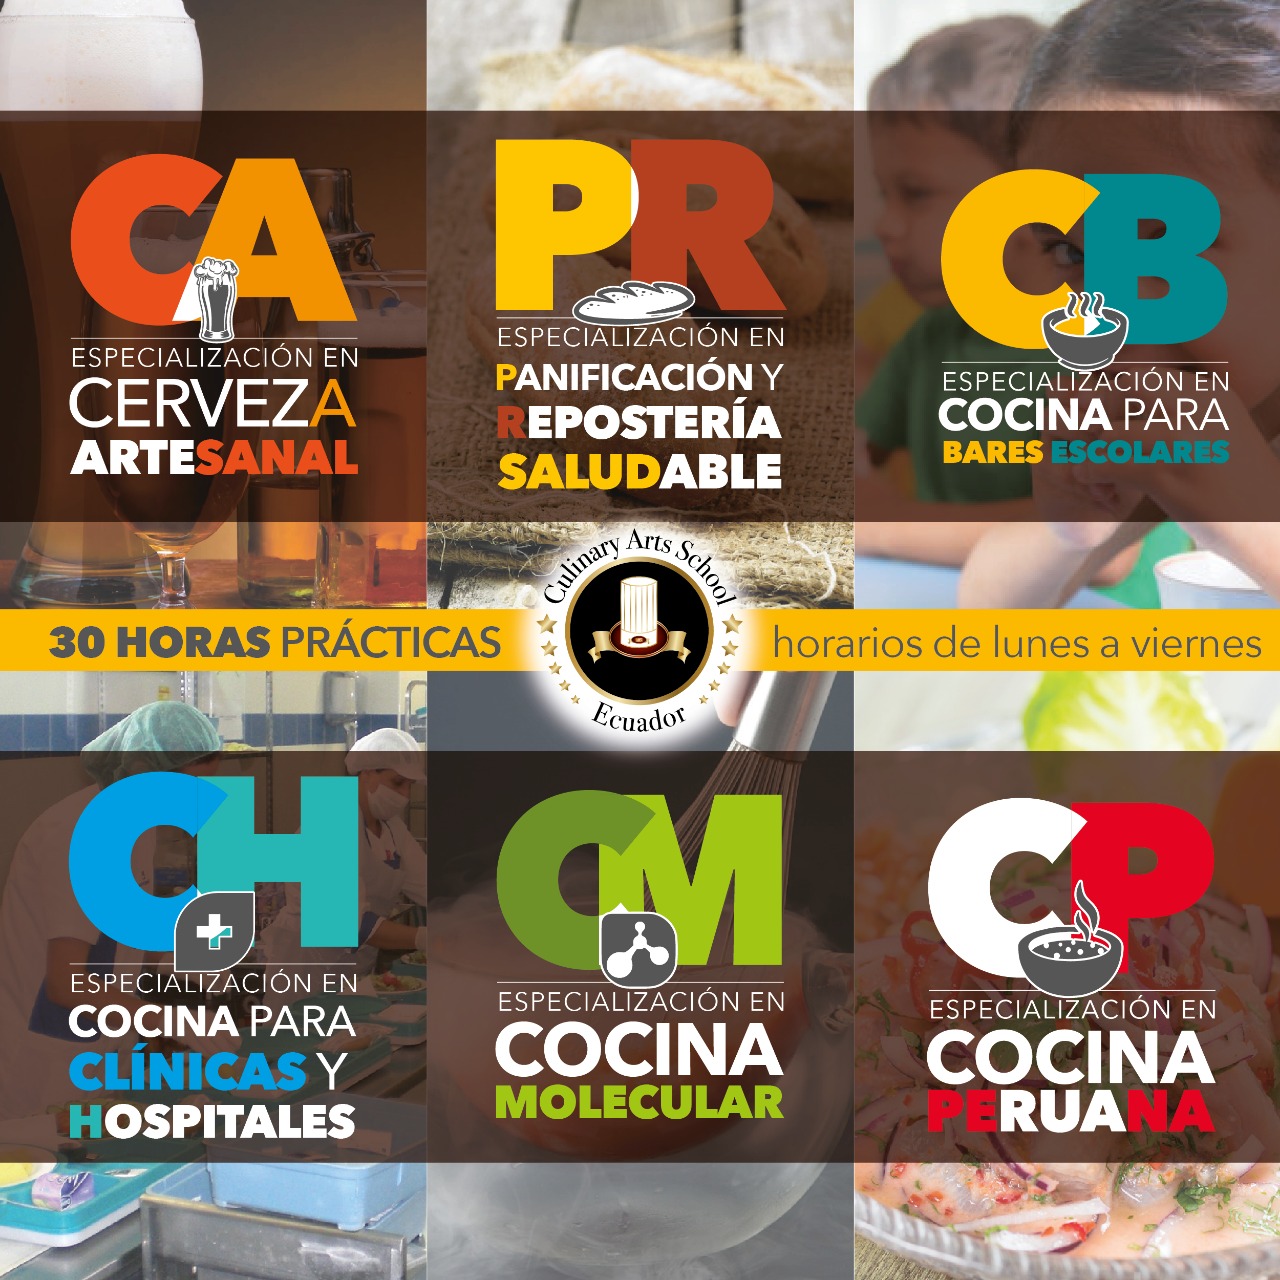 CA
ESPECIALIZACIÓN EN
CERVEZA
ARTESANAL
PR
ESPECIALIZACIÓN EN
PANIFICACIÓN Y
REPOSTERÍA
SALUDABLE
CB
ESPECIALIZACIÓN EN
COCINA PARA
BARES ESCOLARES
30 HORAS PRÁCTICAS
Culinary Arts School
Ecuador
horarios de lunes a viernes
CH
ESPECIALIZACIÓN EN
COCINA PARA
CLÍNICAS Y
HOSPITALES
CM
ESPECIALIZACIÓN EN
COCINA
MOLECULAR
CP
ESPECIALIZACIÓN EN
COCINA
PERUANA